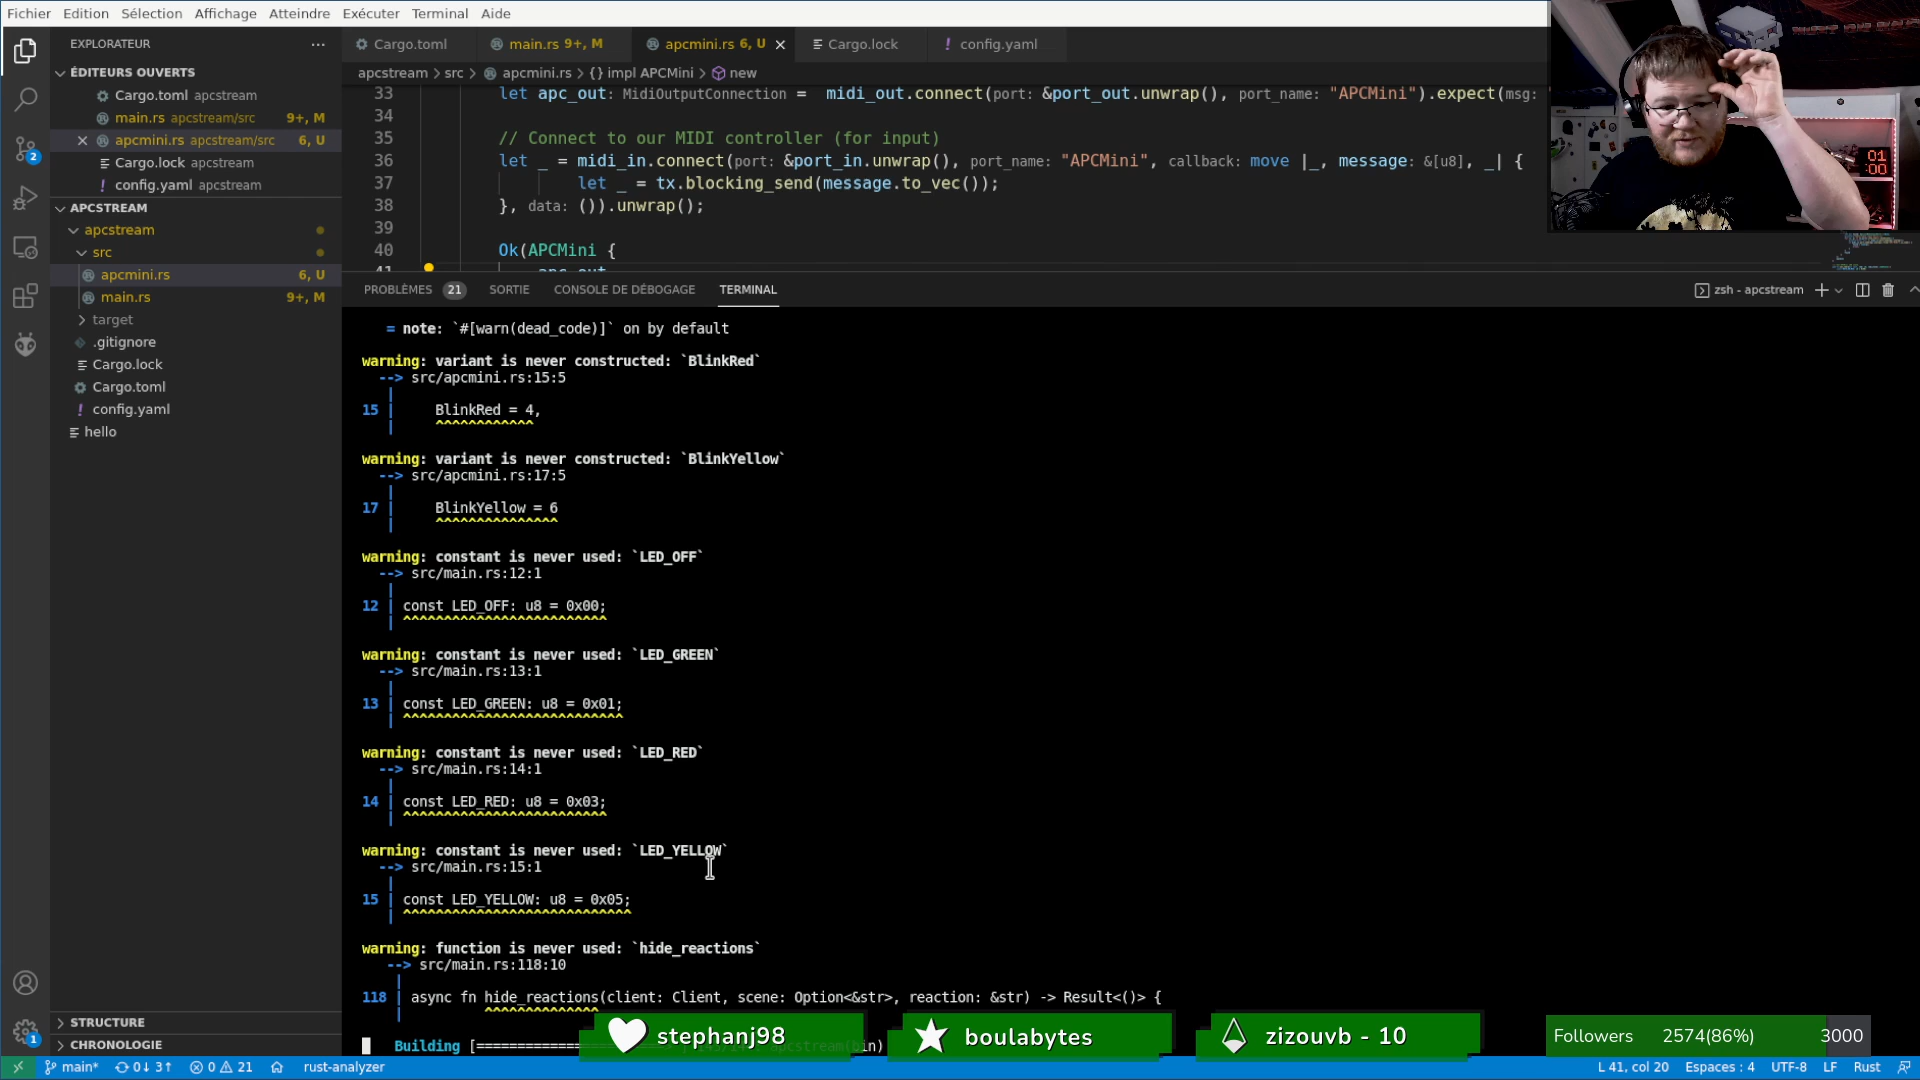 Fichier Edition Sélection Affichage Atteindre Exécuter Terminal Aide
EXPLORATEUR
ÉDITEURS OUVERTS
Cargo.toml apcstream
main.rs apcstream/src 9+, M
apcmini.rs apcstream/src 6, U
Cargo.lock apcstream
config.yaml apcstream
APCSTREAM
apcstream
src
apcmini.rs 6, U
main.rs 9+, M
target
.gitignore
Cargo.lock
Cargo.toml
config.yaml
hello
STRUCTURE
CHRONOLOGIE
Cargo.toml main.rs 9+, M apcmini.rs 6, U Cargo.lock config.yaml
apcstream > src > apcmini.rs > {} impl APCMini > new
33 let apc_out: MidiOutputConnection = midi_out.connect(port: &port_out.unwrap(), port_name: "APCMini").expect(msg:
34
35 // Connect to our MIDI controller (for input)
36 let _ = midi_in.connect(port: &port_in.unwrap(), port_name: "APCMini", callback: move |_, message: &[u8], _| {
37 let _ = tx.blocking_send(message.to_vec());
38 }, data: ()).unwrap();
39
40 Ok(APCMini {
41 apc_out,
01
:00
PROBLÈMES 21 SORTIE CONSOLE DE DÉBOGAGE TERMINAL zsh - apcstream
= note: `#[warn(dead_code)]` on by default
warning: variant is never constructed: `BlinkRed`
--> src/apcmini.rs:15:5
|
15 | BlinkRed = 4,
| ^^^^^^^^^^^^
warning: variant is never constructed: `BlinkYellow`
--> src/apcmini.rs:17:5
|
17 | BlinkYellow = 6
| ^^^^^^^^^^^^^^^
warning: constant is never used: `LED_OFF`
--> src/main.rs:12:1
|
12 | const LED_OFF: u8 = 0x00;
| ^^^^^^^^^^^^^^^^^^^^^^^^^
warning: constant is never used: `LED_GREEN`
--> src/main.rs:13:1
|
13 | const LED_GREEN: u8 = 0x01;
| ^^^^^^^^^^^^^^^^^^^^^^^^^^^
warning: constant is never used: `LED_RED`
--> src/main.rs:14:1
|
14 | const LED_RED: u8 = 0x03;
| ^^^^^^^^^^^^^^^^^^^^^^^^^
warning: constant is never used: `LED_YELLOW`
--> src/main.rs:15:1
|
15 | const LED_YELLOW: u8 = 0x05;
| ^^^^^^^^^^^^^^^^^^^^^^^^^^^^
warning: function is never used: `hide_reactions`
--> src/main.rs:118:10
|
118 | async fn hide_reactions(client: Client, scene: Option<&str>, reaction: &str) -> Result<()> {
| ^^^^^^^^^^^^^^
Building [=====================
stephanj98
boulabytes
zizouvb - 10
Followers 2574(86%) 3000
main* 0↓ 3↑ 0 21 rust-analyzer L 41, col 20 Espaces : 4 UTF-8 LF Rust